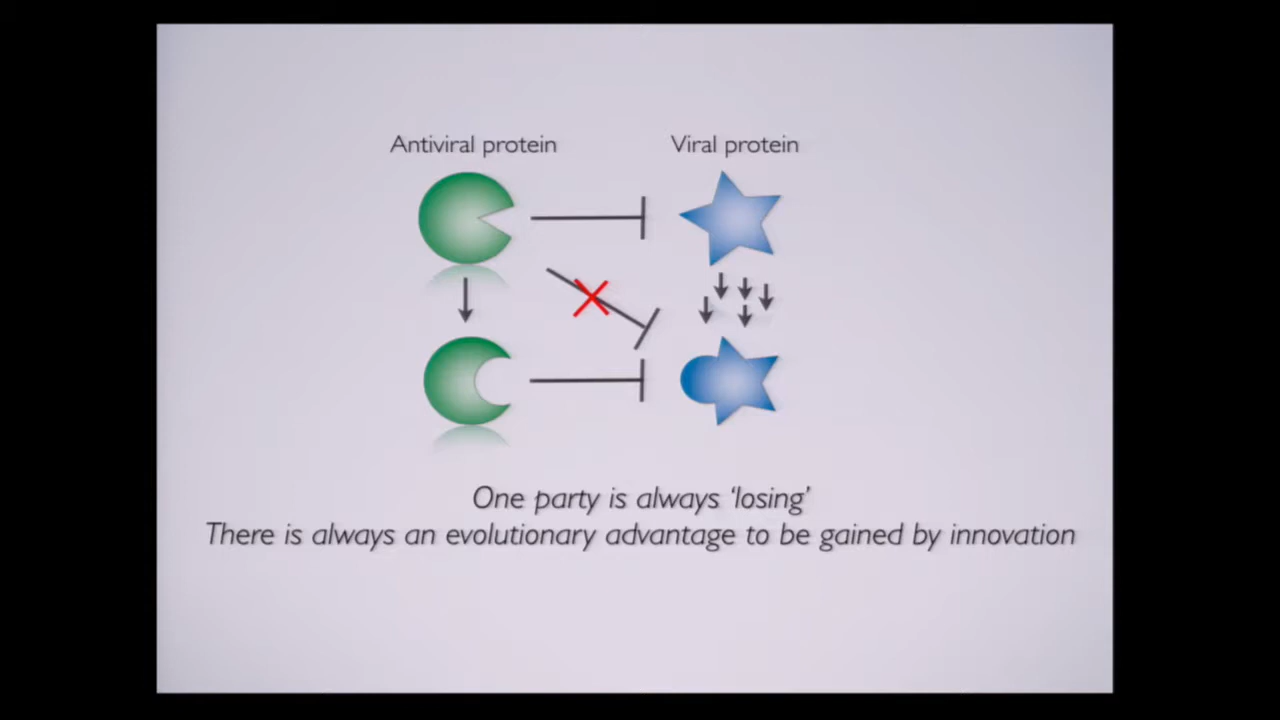 Antiviral protein
Viral protein
One party is always ‘losing’
There is always an evolutionary advantage to be gained by innovation